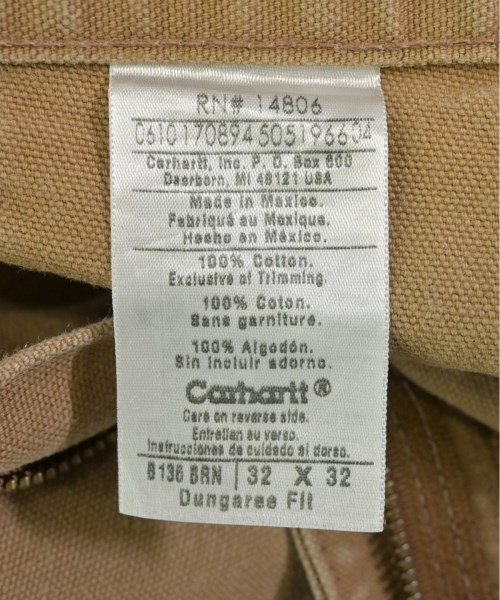 RN# 14806
0610170894505196604
Carhartt, Inc. P. O. Box 600
Dearborn, MI 48121 USA
Made in Mexico.
Fabriqué au Mexique.
Hecho en México.
100% Cotton.
Exclusive of Trimming.
100% Coton.
Sans garniture.
100% Algodón.
Sin incluir adorno.
Carhartt®
Care on reverse side.
Entretien au verso.
Instrucciones de cuidado al dorso.
B136 BRN 32 X 32
Dungaree Fit